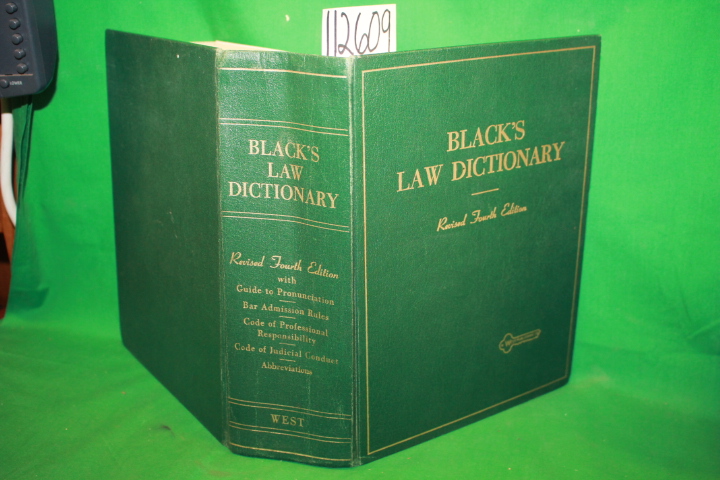 112609
BLACK'S
LAW
DICTIONARY
Revised Fourth Edition
with
Guide to Pronunciation
Bar Admission Rules
Code of Professional
Responsibility
Code of Judicial Conduct
Abbreviations
WEST
BLACK'S
LAW DICTIONARY
Revised Fourth Edition